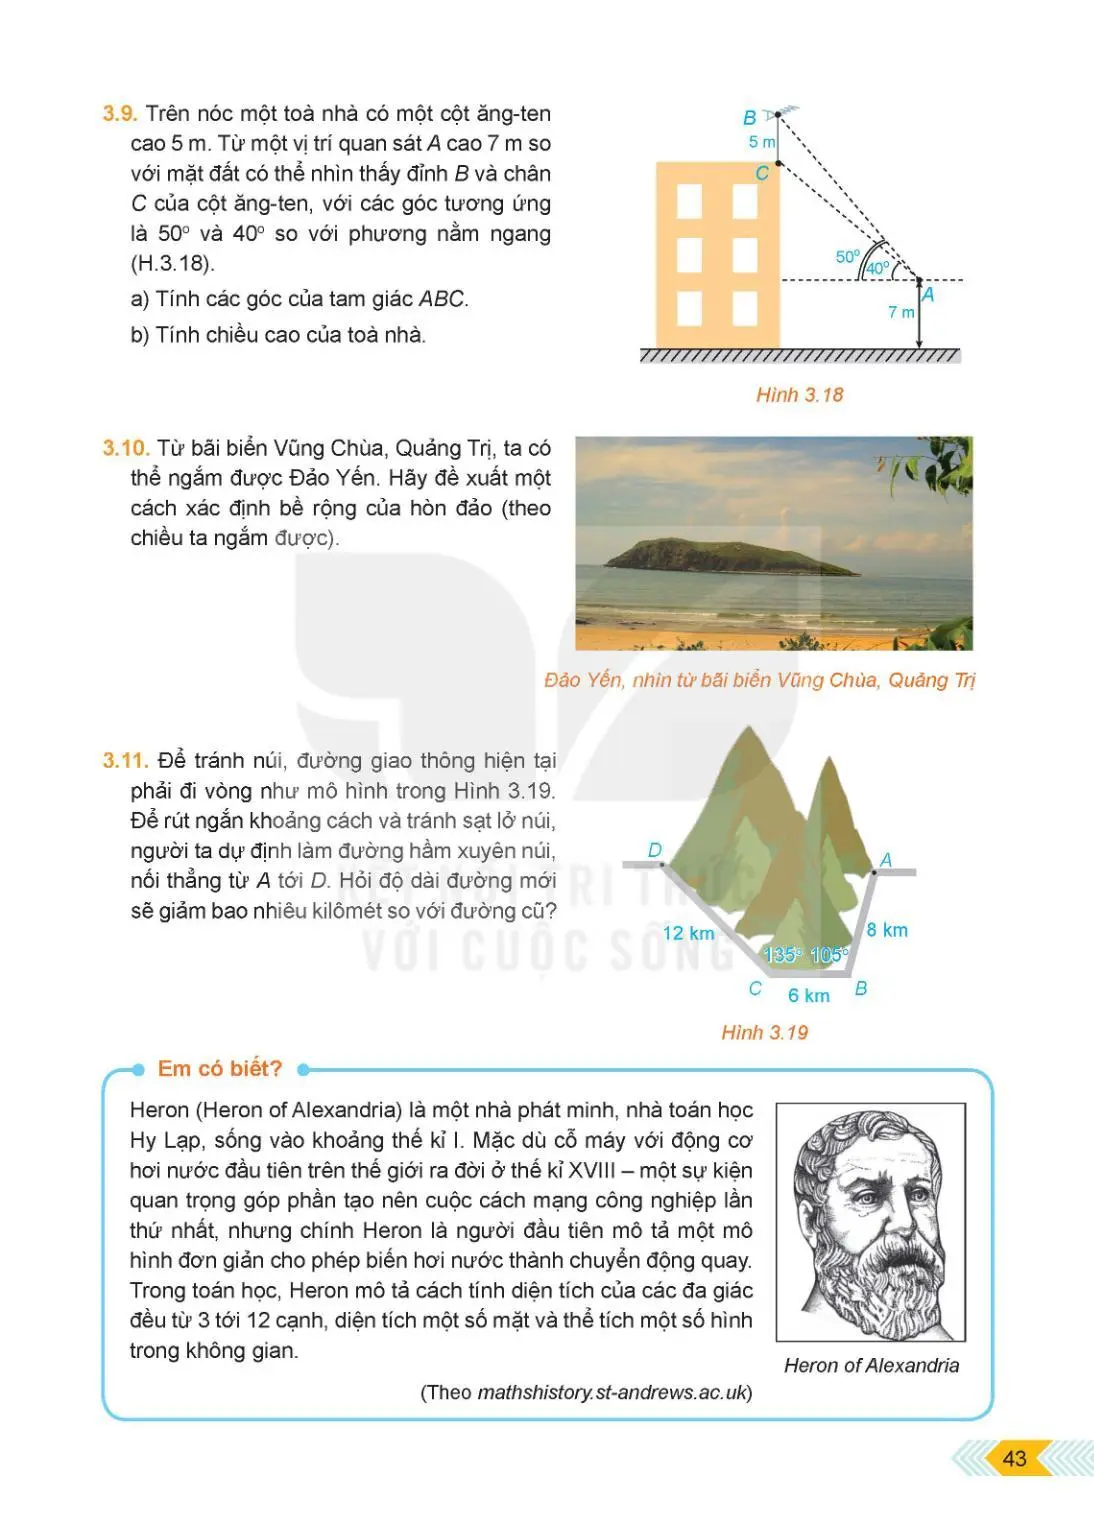 3.9. Trên nóc một toà nhà có một cột ăng-ten
cao 5 m. Từ một vị trí quan sát A cao 7 m so
với mặt đất có thể nhìn thấy đỉnh B và chân
C của cột ăng-ten, với các góc tương ứng
là 50° và 40° so với phương nằm ngang
(H.3.18).
a) Tính các góc của tam giác ABC.
b) Tính chiều cao của toà nhà.
B
5 m
C
50°
40°
A
7 m
Hình 3.18
3.10. Từ bãi biển Vũng Chùa, Quảng Trị, ta có
thể ngắm được Đảo Yến. Hãy đề xuất một
cách xác định bề rộng của hòn đảo (theo
chiều ta ngắm được).
Đảo Yến, nhìn từ bãi biển Vũng Chùa, Quảng Trị
3.11. Để tránh núi, đường giao thông hiện tại
phải đi vòng như mô hình trong Hình 3.19.
Để rút ngắn khoảng cách và tránh sạt lở núi,
người ta dự định làm đường hầm xuyên núi,
nối thẳng từ A tới D. Hỏi độ dài đường mới
sẽ giảm bao nhiêu kilômét so với đường cũ?
D
A
12 km
8 km
135° 105°
C
B
6 km
Hình 3.19
KẾT NỐI TRI THỨC
VỚI CUỘC SỐNG
Em có biết?
Heron (Heron of Alexandria) là một nhà phát minh, nhà toán học
Hy Lạp, sống vào khoảng thế kỉ I. Mặc dù cỗ máy với động cơ
hơi nước đầu tiên trên thế giới ra đời ở thế kỉ XVIII – một sự kiện
quan trọng góp phần tạo nên cuộc cách mạng công nghiệp lần
thứ nhất, nhưng chính Heron là người đầu tiên mô tả một mô
hình đơn giản cho phép biến hơi nước thành chuyển động quay.
Trong toán học, Heron mô tả cách tính diện tích của các đa giác
đều từ 3 tới 12 cạnh, diện tích một số mặt và thể tích một số hình
trong không gian.
(Theo mathshistory.st-andrews.ac.uk)
Heron of Alexandria
43